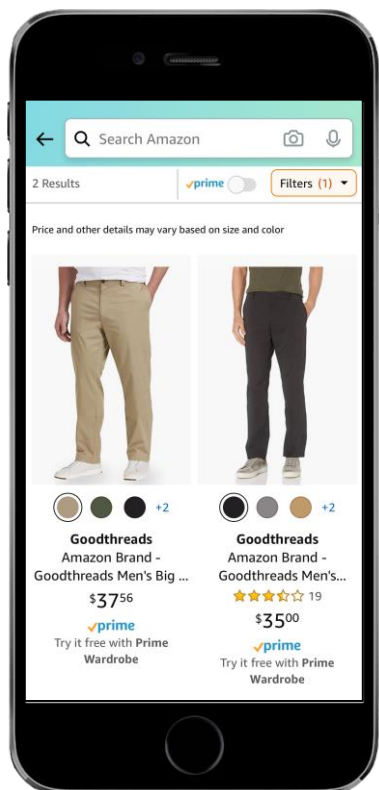 Search Amazon
2 Results
prime
Filters (1)
Price and other details may vary based on size and color
+2
Goodthreads
Amazon Brand -
Goodthreads Men's Big ...
$37 56
prime
Try it free with Prime
Wardrobe
+2
Goodthreads
Amazon Brand -
Goodthreads Men's...
19
$35 00
prime
Try it free with Prime
Wardrobe